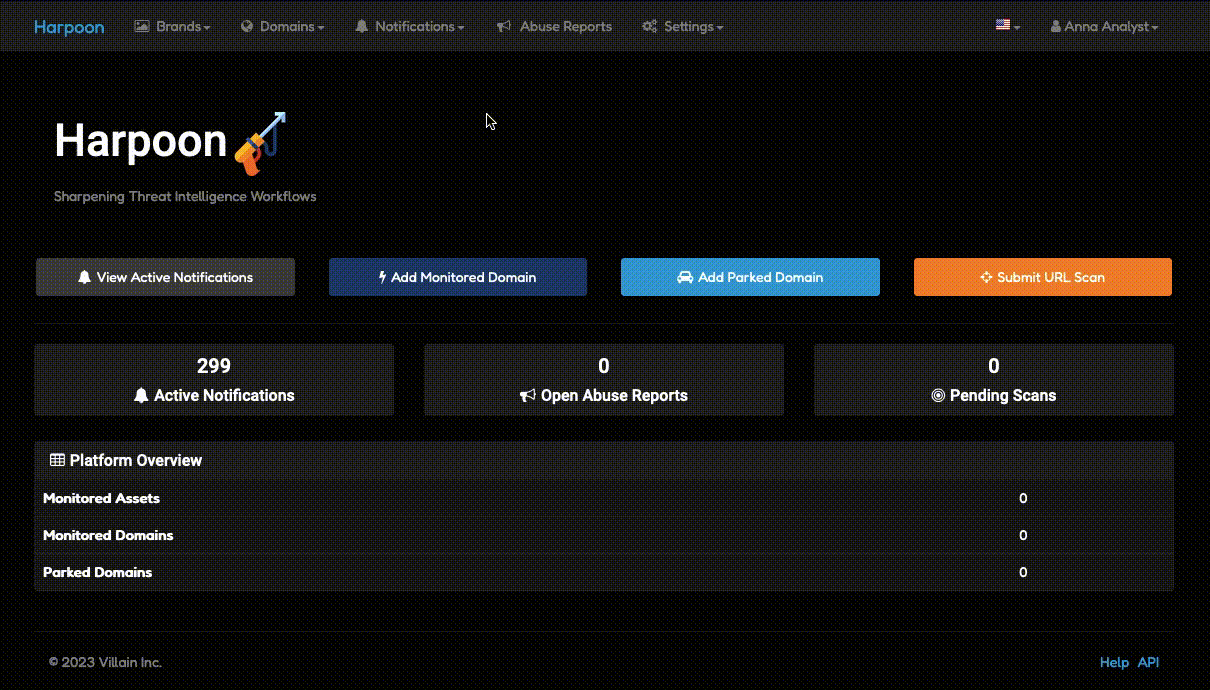 Harpoon Brands Domains Notifications Abuse Reports Settings Anna Analyst
Harpoon
Sharpening Threat Intelligence Workflows
View Active Notifications Add Monitored Domain Add Parked Domain Submit URL Scan
299 0 0
Active Notifications Open Abuse Reports Pending Scans
Platform Overview
Monitored Assets 0
Monitored Domains 0
Parked Domains 0
© 2023 Villain Inc. Help API